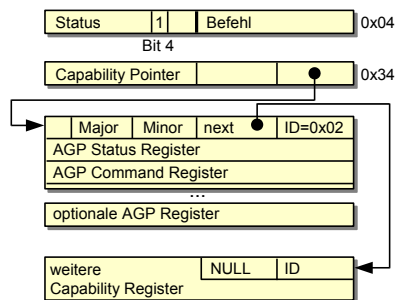 Status 1 Befehl 0x04
Bit 4
Capability Pointer 0x34
Major Minor next ID=0x02
AGP Status Register
AGP Command Register
...
optionale AGP Register
weitere NULL ID
Capability Register